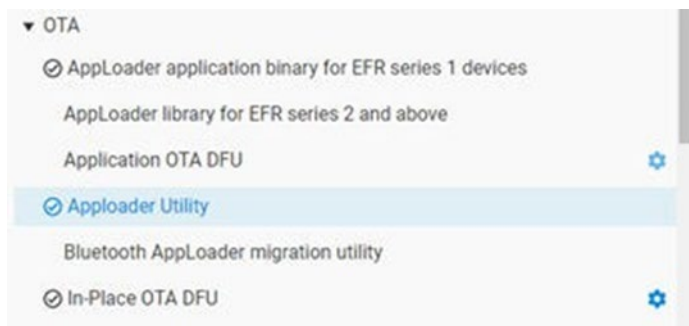 OTA
AppLoader application binary for EFR series 1 devices
AppLoader library for EFR series 2 and above
Application OTA DFU
Apploader Utility
Bluetooth AppLoader migration utility
In-Place OTA DFU